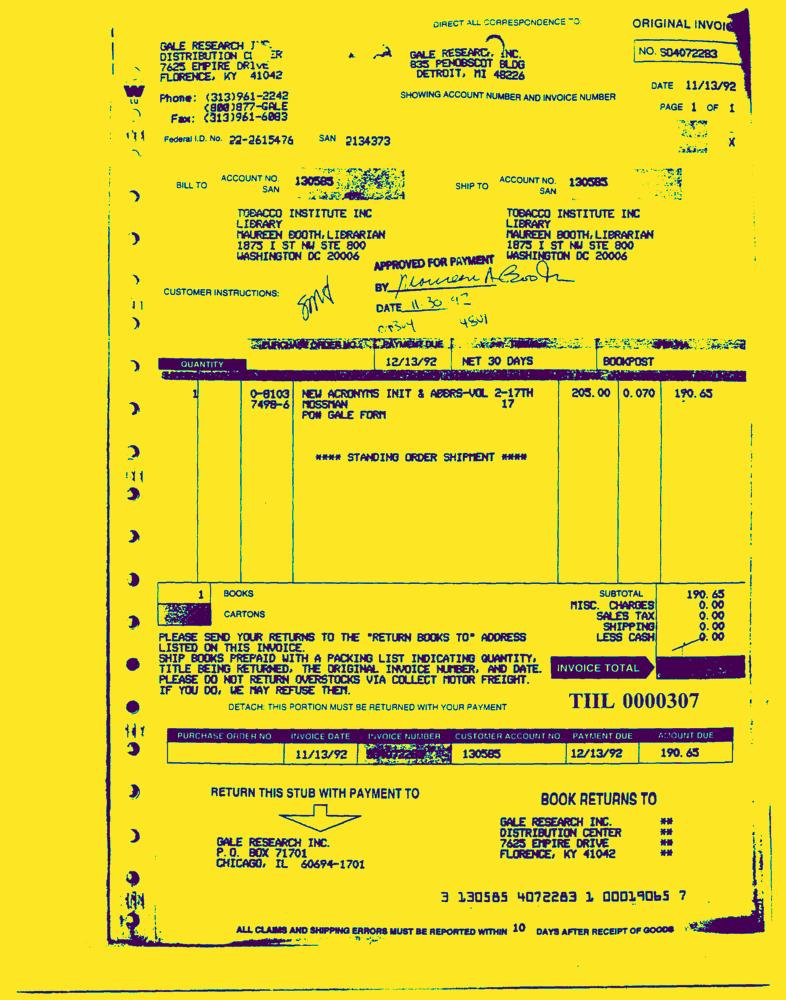 DIRECT ALL CORRESPONDENCE TO:
ORIGINAL INVOICE
GALE RESEARCH
DISTRIBUTION
7625 EMPIRE DRIVE
FLORENCE, KY 41042
GALE RESEARCH, INC.
835 PENOBSCOT BLDG
DETROIT, MI 48226
NO. S04072283
Phone: (313)961-2242
(800)877-GALE
Fax: (313)961-6083
SHOWING ACCOUNT NUMBER AND INVOICE NUMBER
DATE 11/13/92
PAGE 1 OF 1
Federal I.D. No. 22-2615476 SAN 2134373
X
BILL TO ACCOUNT NO. 130585
SAN
SHIP TO ACCOUNT NO. 130585
SAN
TOBACCO INSTITUTE INC
LIBRARY
MAUREEN BOOTH, LIBRARIAN
1875 I ST NW STE 800
WASHINGTON DC 20006
TOBACCO INSTITUTE INC
LIBRARY
MAUREEN BOOTH, LIBRARIAN
1875 I ST NW STE 800
WASHINGTON DC 20006
APPROVED FOR PAYMENT
BY Maureen A Booth
DATE 11.30.92
4801
CUSTOMER INSTRUCTIONS:
PURCHASE ORDER NO. PAYMENT DUE
QUANTITY 12/13/92 NET 30 DAYS BOOKPOST
1 0-8103 NEW ACRONYMS INIT & ABBRS-VOL 2-17TH 205.00 0.070 190.65
7498-6 MOSSMAN 17
POW GALE FORM
**** STANDING ORDER SHIPMENT ****
1 BOOKS
CARTONS
SUBTOTAL 190.65
MISC. CHARGES 0.00
SALES TAX 0.00
SHIPPING 0.00
LESS CASH 0.00
PLEASE SEND YOUR RETURNS TO THE "RETURN BOOKS TO" ADDRESS
LISTED ON THIS INVOICE.
SHIP BOOKS PREPAID WITH A PACKING LIST INDICATING QUANTITY,
TITLE BEING RETURNED, THE ORIGINAL INVOICE NUMBER, AND DATE.
PLEASE DO NOT RETURN OVERSTOCKS VIA COLLECT MOTOR FREIGHT.
IF YOU DO, WE MAY REFUSE THEM.
INVOICE TOTAL
TIIL 0000307
DETACH: THIS PORTION MUST BE RETURNED WITH YOUR PAYMENT
PURCHASE ORDER NO INVOICE DATE INVOICE NUMBER CUSTOMER ACCOUNT NO. PAYMENT DUE AMOUNT DUE
11/13/92 130585 12/13/92 190.65
RETURN THIS STUB WITH PAYMENT TO
BOOK RETURNS TO
GALE RESEARCH INC.
P.O. BOX 71701
CHICAGO, IL 60694-1701
GALE RESEARCH INC. **
DISTRIBUTION CENTER **
7625 EMPIRE DRIVE **
FLORENCE, KY 41042 **
3 130585 4072283 1 00019065 7
ALL CLAIMS AND SHIPPING ERRORS MUST BE REPORTED WITHIN 10 DAYS AFTER RECEIPT OF GOODS